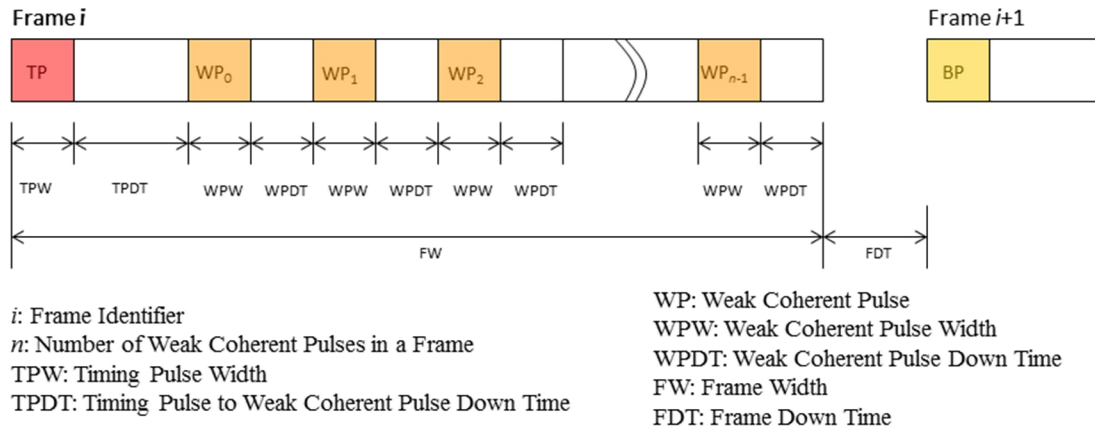 Frame i
Frame i+1
TP
WP0
WP1
WP2
WPn-1
BP
TPW
TPDT
WPW
WPDT
WPW
WPDT
WPW
WPDT
WPW
WPDT
FW
FDT
i: Frame Identifier
n: Number of Weak Coherent Pulses in a Frame
TPW: Timing Pulse Width
TPDT: Timing Pulse to Weak Coherent Pulse Down Time
WP: Weak Coherent Pulse
WPW: Weak Coherent Pulse Width
WPDT: Weak Coherent Pulse Down Time
FW: Frame Width
FDT: Frame Down Time